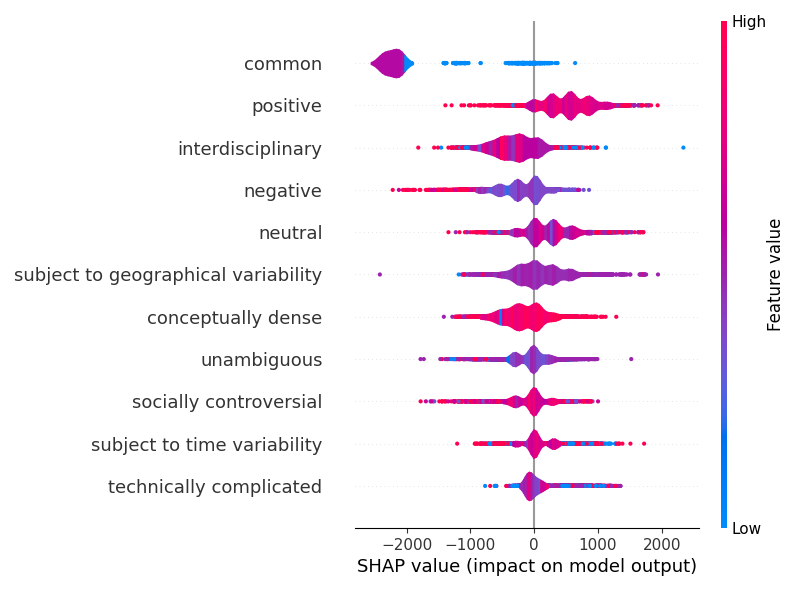 High
common
positive
interdisciplinary
negative
neutral
subject to geographical variability
conceptually dense
unambiguous
socially controversial
subject to time variability
technically complicated
Feature value
Low
−2000 −1000 0 1000 2000
SHAP value (impact on model output)